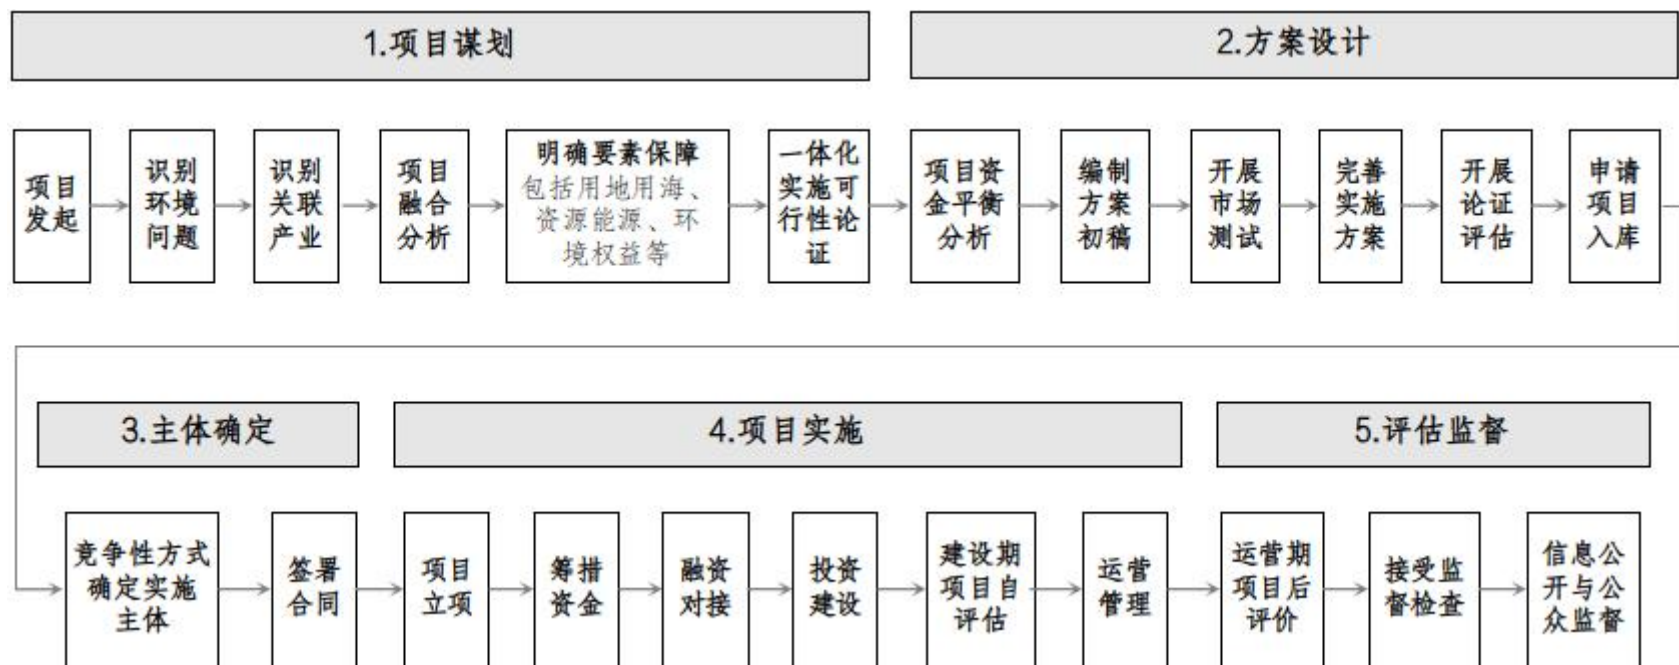 1.项目谋划
2.方案设计
项目
发起
识别
环境
问题
识别
关联
产业
项目
融合
分析
明确要素保障
包括用地用海、
资源能源、环
境权益等
一体化
实施可
行性论
证
项目资
金平衡
分析
编制
方案
初稿
开展
市场
测试
完善
实施
方案
开展
论证
评估
申请
项目
入库
3.主体确定
4.项目实施
5.评估监督
竞争性方式
确定实施
主体
签署
合同
项目
立项
筹措
资金
融资
对接
投资
建设
建设期
项目自
评估
运营
管理
运营期
项目后
评价
接受监
督检查
信息公
开与公
众监督